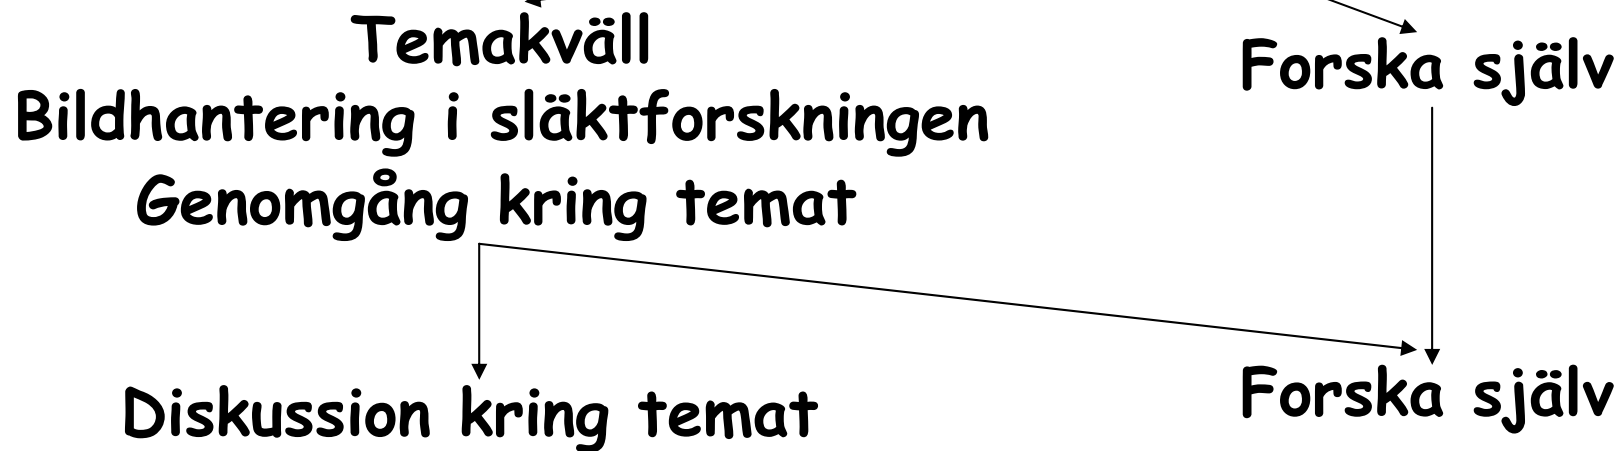 Temakväll
Forska själv
Bildhantering i släktforskningen
Genomgång kring temat
Forska själv
Diskussion kring temat